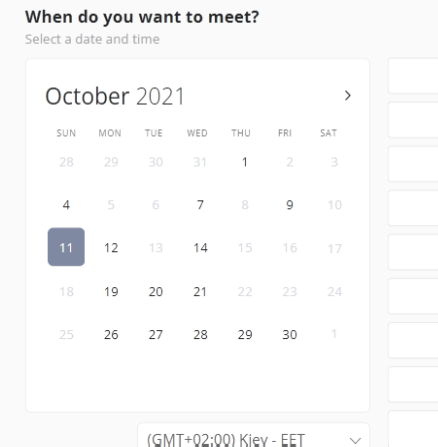 When do you want to meet?
Select a date and time
October 2021
SUN MON TUE WED THU FRI SAT
28 29 30 31 1 2 3
4 5 6 7 8 9 10
11 12 13 14 15 16 17
18 19 20 21 22 23 24
25 26 27 28 29 30 1
(GMT+02:00) Kiev - EET